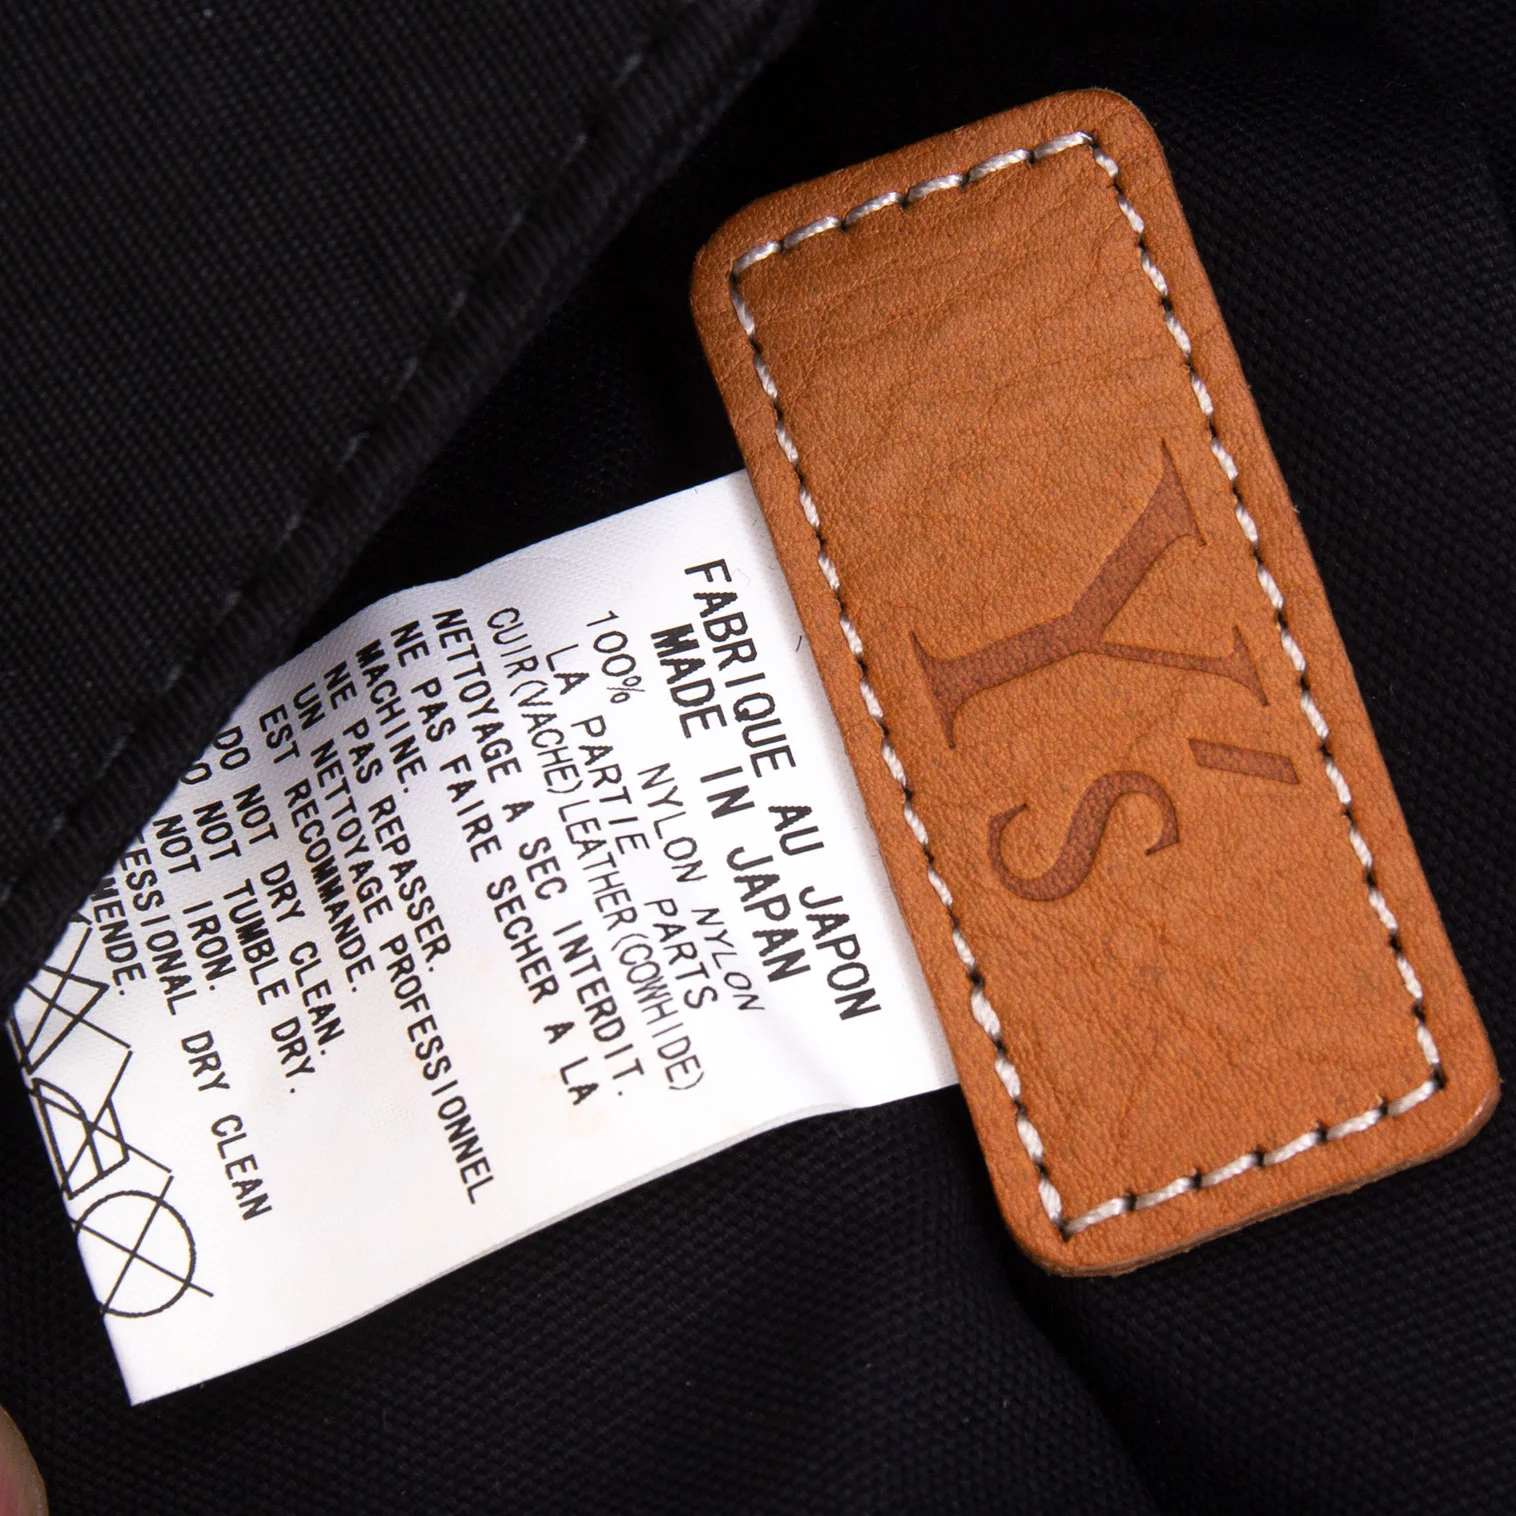 Y's
FABRIQUE AU JAPON
MADE IN JAPAN
100% NYLON NYLON
LA PARTIE PARTS
CUIR(VACHE)LEATHER(COWHIDE)
NETTOYAGE A SEC INTERDIT.
NE PAS FAIRE SECHER A LA
MACHINE.
NE PAS REPASSER.
UN NETTOYAGE PROFESSIONNEL
EST RECOMMANDE.
DO NOT DRY CLEAN.
NOT TUMBLE DRY.
NOT IRON.
DRY CLEAN